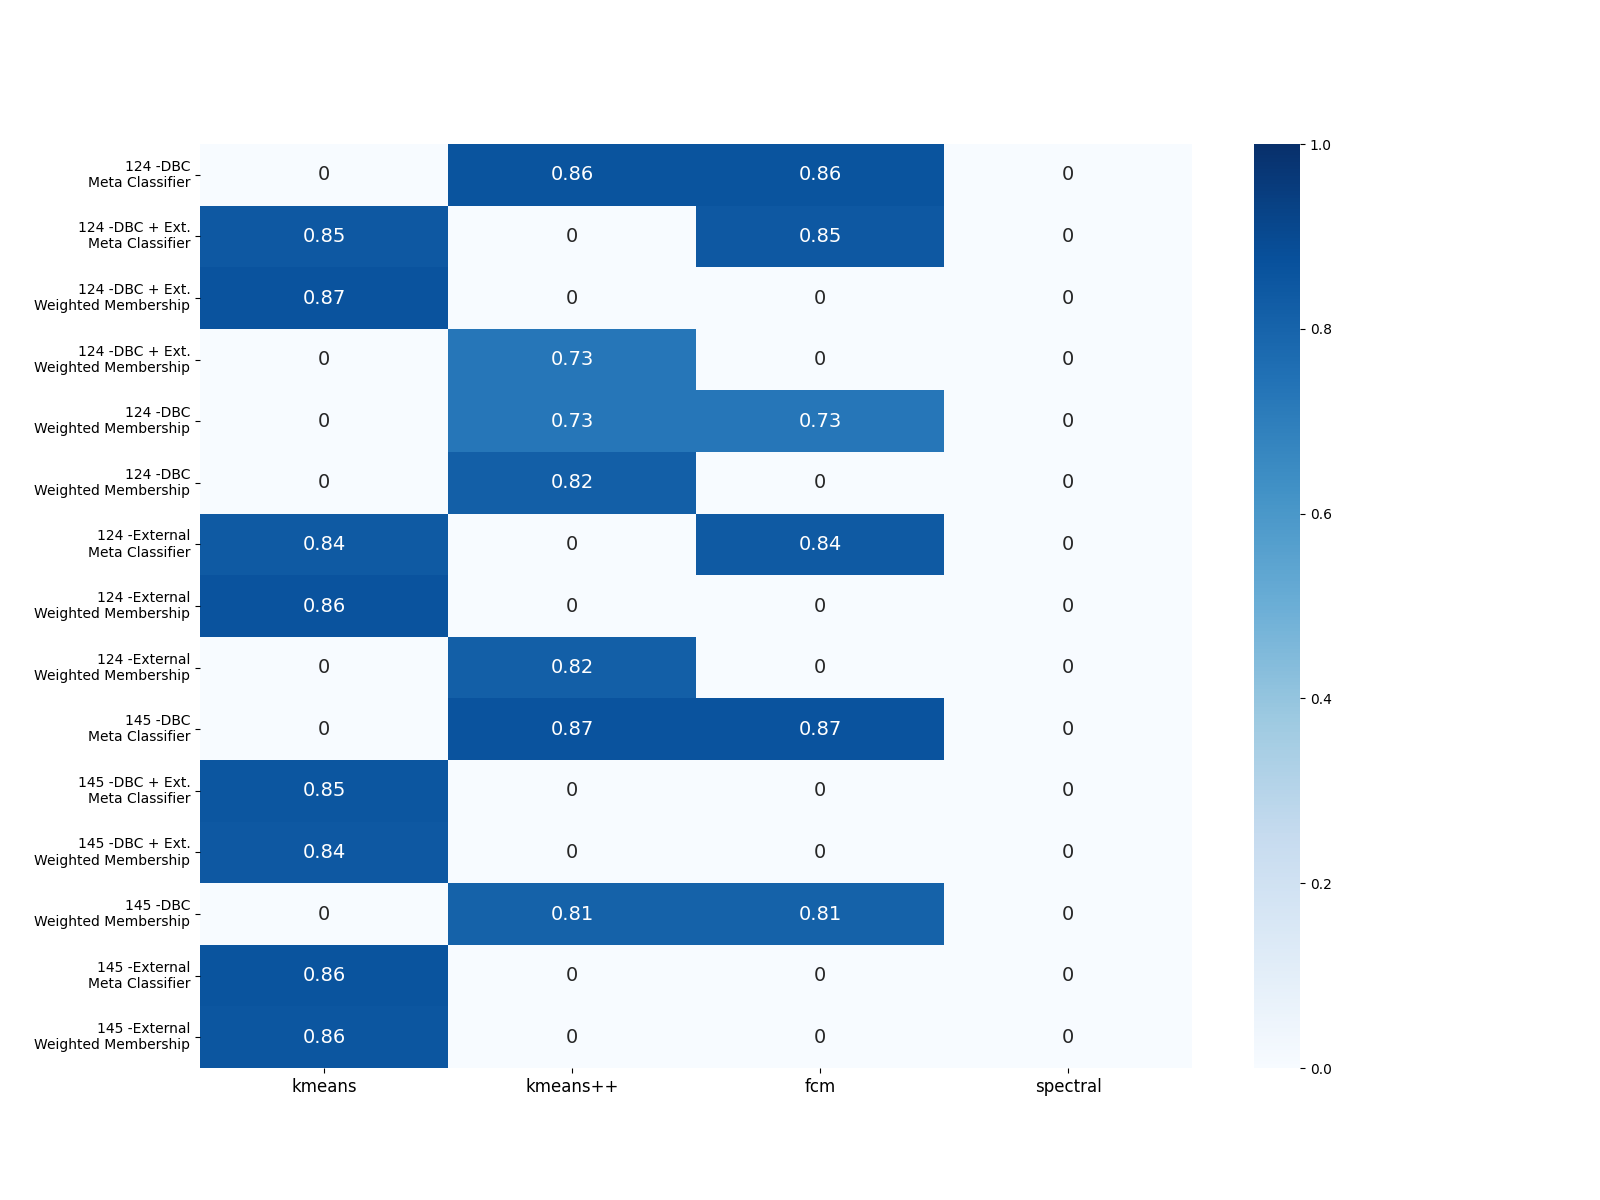 124 -DBC
Meta Classifier
0 0.86 0.86 0
124 -DBC + Ext.
Meta Classifier
0.85 0 0.85 0
124 -DBC + Ext.
Weighted Membership
0.87 0 0 0
124 -DBC + Ext.
Weighted Membership
0 0.73 0 0
124 -DBC
Weighted Membership
0 0.73 0.73 0
124 -DBC
Weighted Membership
0 0.82 0 0
124 -External
Meta Classifier
0.84 0 0.84 0
124 -External
Weighted Membership
0.86 0 0 0
124 -External
Weighted Membership
0 0.82 0 0
145 -DBC
Meta Classifier
0 0.87 0.87 0
145 -DBC + Ext.
Meta Classifier
0.85 0 0 0
145 -DBC + Ext.
Weighted Membership
0.84 0 0 0
145 -DBC
Weighted Membership
0 0.81 0.81 0
145 -External
Meta Classifier
0.86 0 0 0
145 -External
Weighted Membership
0.86 0 0 0
kmeans kmeans++ fcm spectral
1.0
0.8
0.6
0.4
0.2
0.0